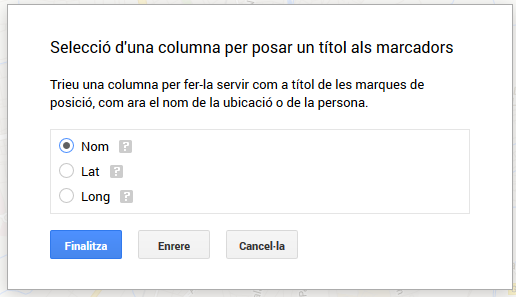 Selecció d'una columna per posar un títol als marcadors
Trieu una columna per fer-la servir com a títol de les marques de
posició, com ara el nom de la ubicació o de la persona.
Nom ?
Lat ?
Long ?
Finalitza Enrere Cancel·la